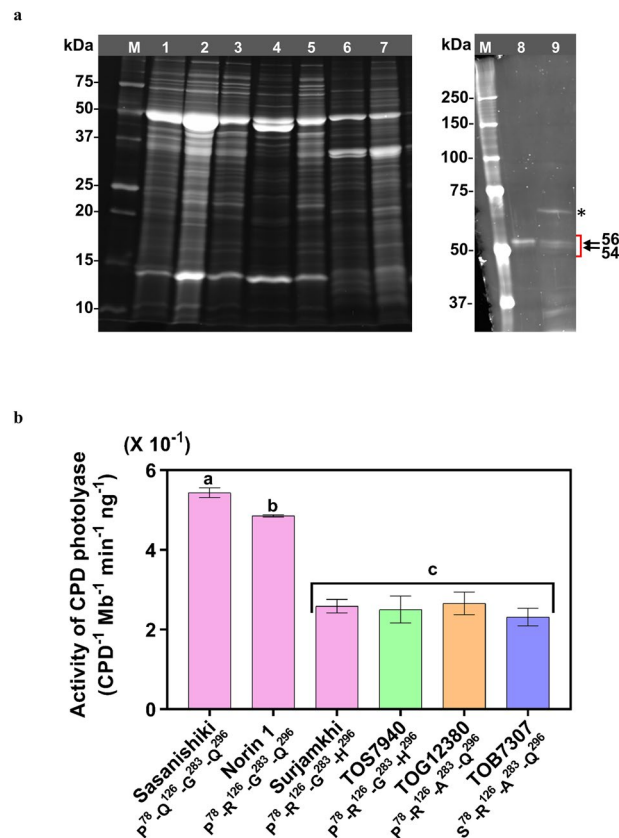 a
kDa M 1 2 3 4 5 6 7
75
50
37
25
20
15
10
kDa M 8 9
250
150
100
75
*
56
54
50
37
b
(X 10⁻¹)
Activity of CPD photolyase
(CPD⁻¹ Mb⁻¹ min⁻¹ ng⁻¹)
6
4
2
0
a
b
c
Sasanishiki
P⁷⁸-Q¹²⁶-G²⁸³-Q²⁹⁶
Norin 1
P⁷⁸-R¹²⁶-G²⁸³-Q²⁹⁶
Surjamkhi
P⁷⁸-R¹²⁶-G²⁸³-H²⁹⁶
TOS7940
P⁷⁸-R¹²⁶-G²⁸³-H²⁹⁶
TOG12380
P⁷⁸-R¹²⁶-A²⁸³-Q²⁹⁶
TOB7307
S⁷⁸-R¹²⁶-A²⁸³-Q²⁹⁶